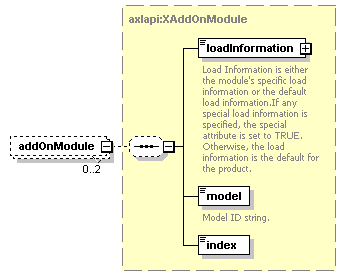 axlapi:XAddOnModule
loadInformation
Load Information is either
the module's specific load
information or the default
load information.If any
special load information is
specified, the special
attribute is set to TRUE.
Otherwise, the load
information is the default for
the product.
addOnModule
0..2
model
Model ID string.
index